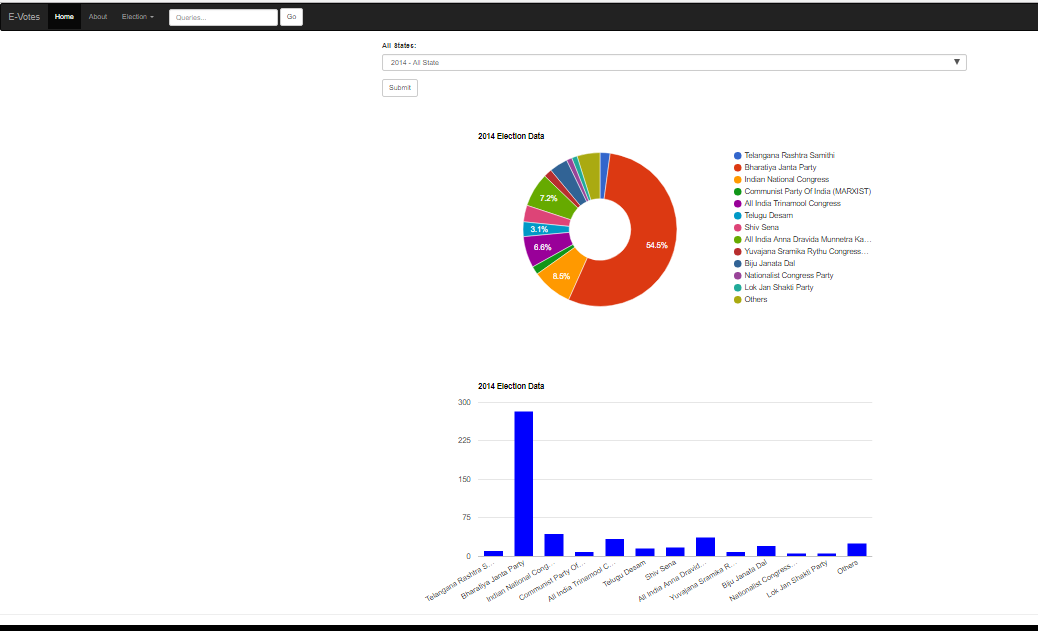 E-Votes Home About Election Queries... Go
All States:
2014 - All State
Submit
2014 Election Data
Telangana Rashtra Samithi
Bharatiya Janta Party
Indian National Congress
Communist Party Of India (MARXIST)
All India Trinamool Congress
Telugu Desam
Shiv Sena
All India Anna Dravida Munnetra Ka...
Yuvajana Sramika Rythu Congress...
Biju Janata Dal
Nationalist Congress Party
Lok Jan Shakti Party
Others
7.2%
3.1%
6.6%
54.5%
8.5%
2014 Election Data
300
225
150
75
0
Telangana Rashtra S...
Bharatiya Janta Party
Indian National Cong...
Communist Party Of...
All India Trinamool C...
Telugu Desam
Shiv Sena
All India Anna Dravid...
Yuvajana Sramika R...
Biju Janata Dal
Nationalist Congress...
Lok Jan Shakti Party
Others